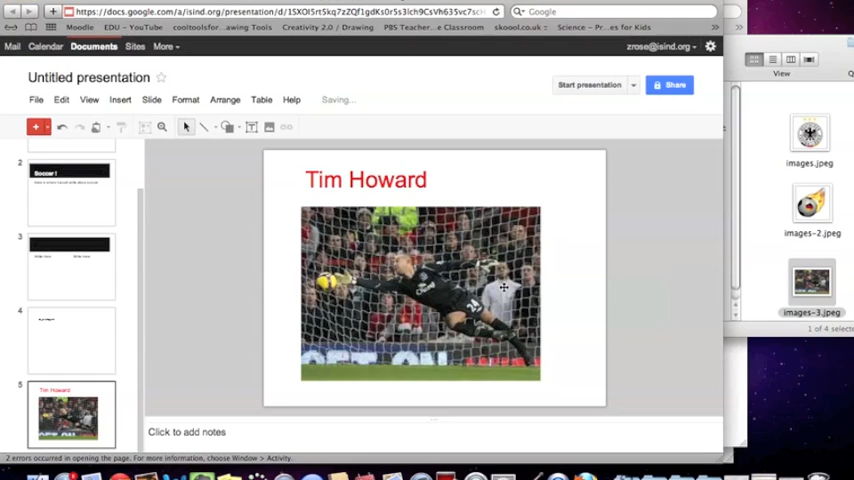 https://docs.google.com/a/isind.org/presentation/d/
Google
Moodle EDU – YouTube cooltoolsfor...awing Tools Creativity 2.0 / Drawing PBS Teacher...e Classroom skoool.co.uk Science – Pr...es for Kids
Mail Calendar Documents Sites More
zrose@isind.org
Untitled presentation
Start presentation
Share
File Edit View Insert Slide Format Arrange Table Help Saving...
View
2
Soccer!
3
4
5
Tim Howard
Tim Howard
24
images.jpeg
images-2.jpeg
images-3.jpeg
1 of 4 selecte
Click to add notes
2 errors occurred in opening the page. For more information, choose Window > Activity.